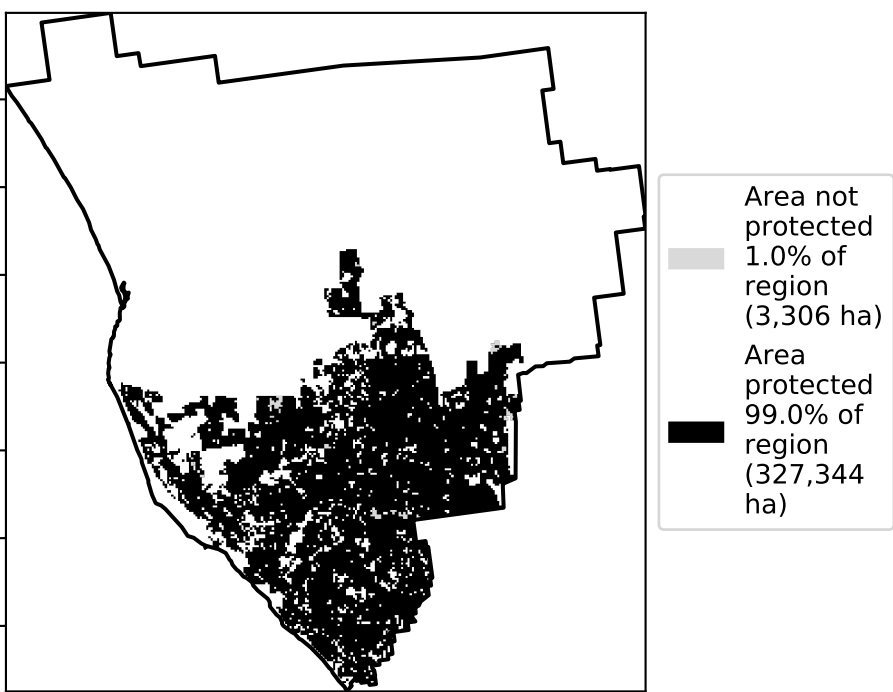 Area not
protected
1.0% of
region
(3,306 ha)
Area
protected
99.0% of
region
(327,344
ha)